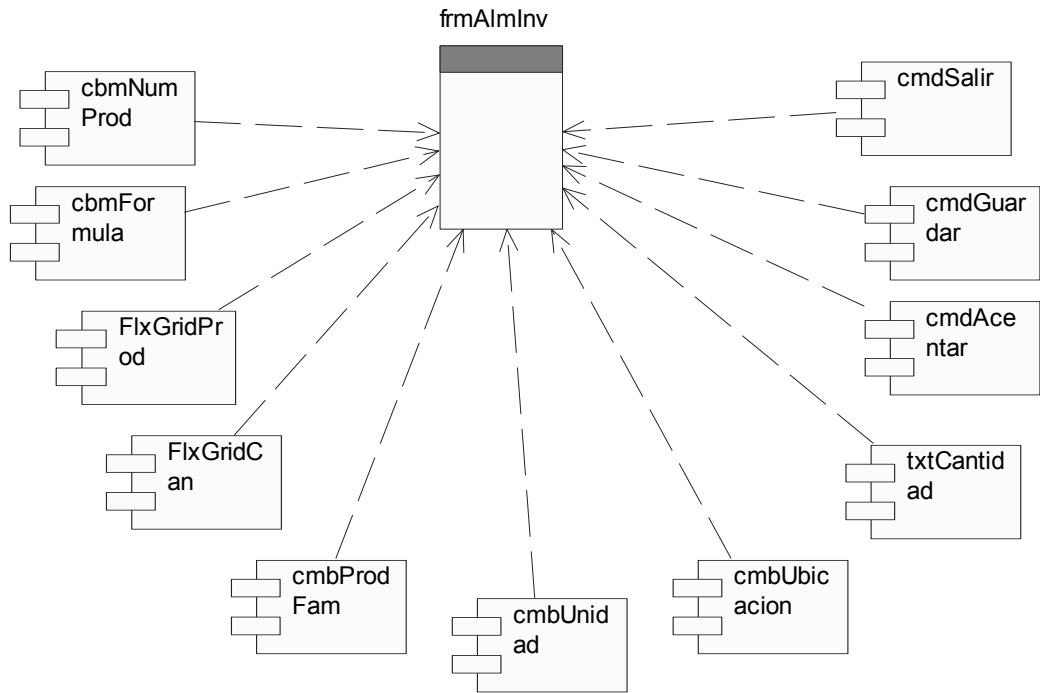 frmAlmInv
cbmNum
Prod
cmdSalir
cbmFor
mula
cmdGuar
dar
FlxGridPr
od
cmdAce
ntar
FlxGridC
an
txtCantid
ad
cmbProd
Fam
cmbUnid
ad
cmbUbic
acion